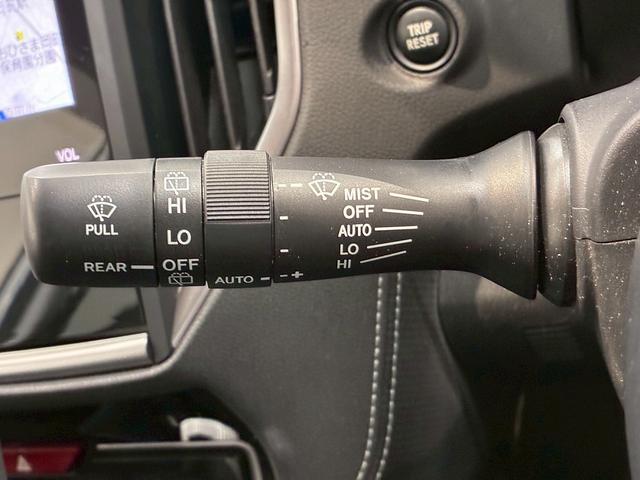 TRIP
RESET
VOL
PULL
REAR
HI
LO
OFF
AUTO
- +
MIST
OFF
AUTO
LO
HI